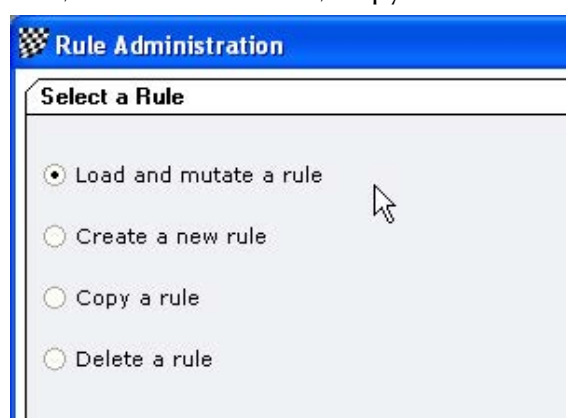 Rule Administration
Select a Rule
Load and mutate a rule
Create a new rule
Copy a rule
Delete a rule